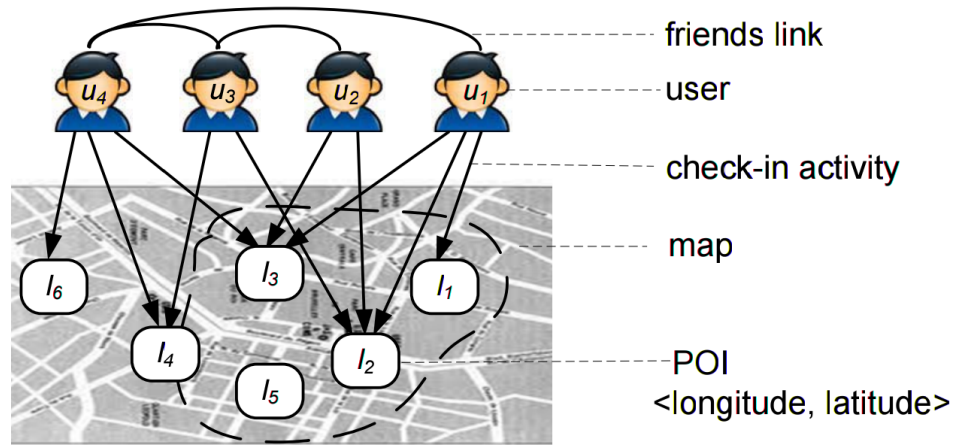 friends link
u4 u3 u2 u1
user
check-in activity
map
l3
l6 l1
l4 l2
POI
l5
<longitude, latitude>